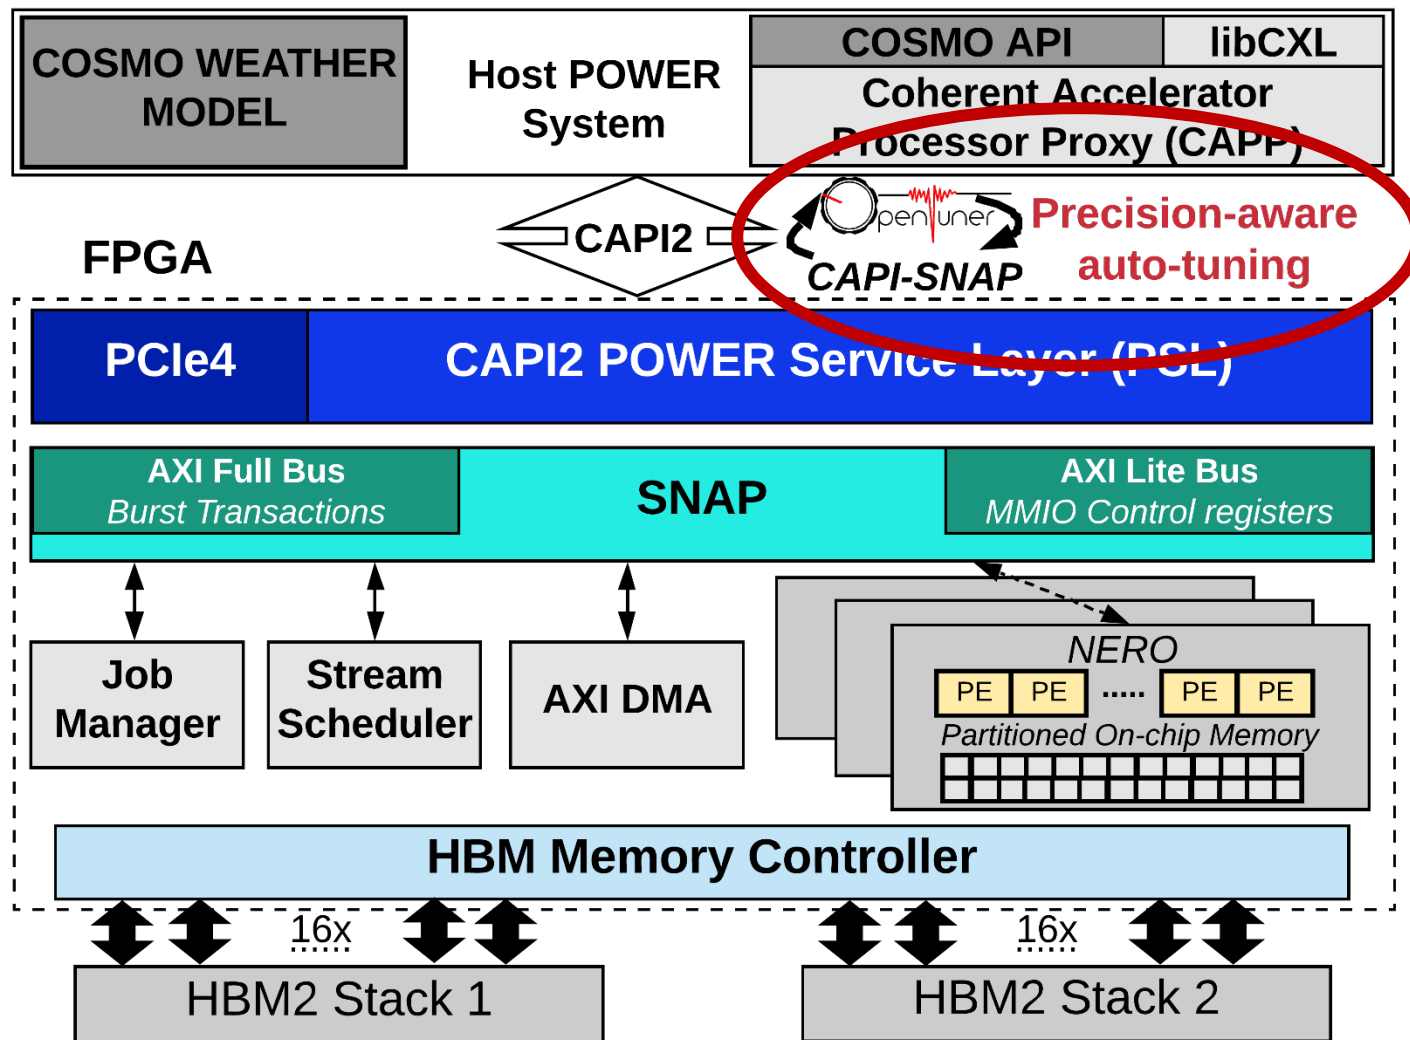 COSMO WEATHER
MODEL
Host POWER
System
COSMO API
libCXL
Coherent Accelerator
Processor Proxy (CAPP)
CAPI2
OpenTuner
CAPI-SNAP
Precision-aware
auto-tuning
FPGA
PCIe4
CAPI2 POWER Service Layer (PSL)
AXI Full Bus
Burst Transactions
SNAP
AXI Lite Bus
MMIO Control registers
Job
Manager
Stream
Scheduler
AXI DMA
NERO
PE PE ..... PE PE
Partitioned On-chip Memory
HBM Memory Controller
16x
16x
HBM2 Stack 1
HBM2 Stack 2